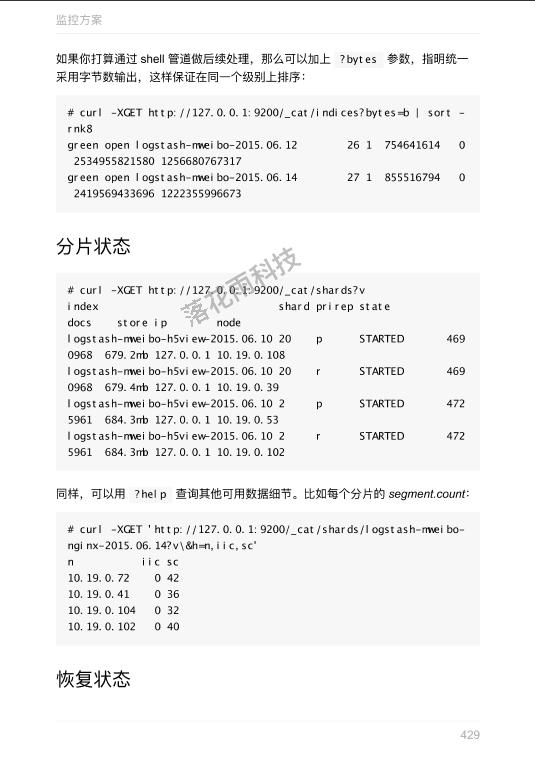 监控方案
如果你打算通过 shell 管道做后续处理，那么可以加上 ?bytes 参数，指明统一
采用字节数输出，这样保证在同一个级别上排序：
# curl -XGET http://127.0.0.1:9200/_cat/indices?bytes=b | sort -
rnk8
green open logstash-mweibo-2015.06.12 26 1 754641614 0
2534955821580 1256680767317
green open logstash-mweibo-2015.06.14 27 1 855516794 0
2419569433696 1222355996673
分片状态
# curl -XGET http://127.0.0.1:9200/_cat/shards?v
index shard prirep state
docs store ip node
logstash-mweibo-h5view-2015.06.10 20 p STARTED 469
0968 679.2mb 127.0.0.1 10.19.0.108
logstash-mweibo-h5view-2015.06.10 20 r STARTED 469
0968 679.4mb 127.0.0.1 10.19.0.39
logstash-mweibo-h5view-2015.06.10 2 p STARTED 472
5961 684.3mb 127.0.0.1 10.19.0.53
logstash-mweibo-h5view-2015.06.10 2 r STARTED 472
5961 684.3mb 127.0.0.1 10.19.0.102
落花雨科技
同样，可以用 ?help 查询其他可用数据细节。比如每个分片的 segment.count：
# curl -XGET 'http://127.0.0.1:9200/_cat/shards/logstash-mweibo-
nginx-2015.06.14?v\&h=n,iic,sc'
n iic sc
10.19.0.72 0 42
10.19.0.41 0 36
10.19.0.104 0 32
10.19.0.102 0 40
恢复状态
429